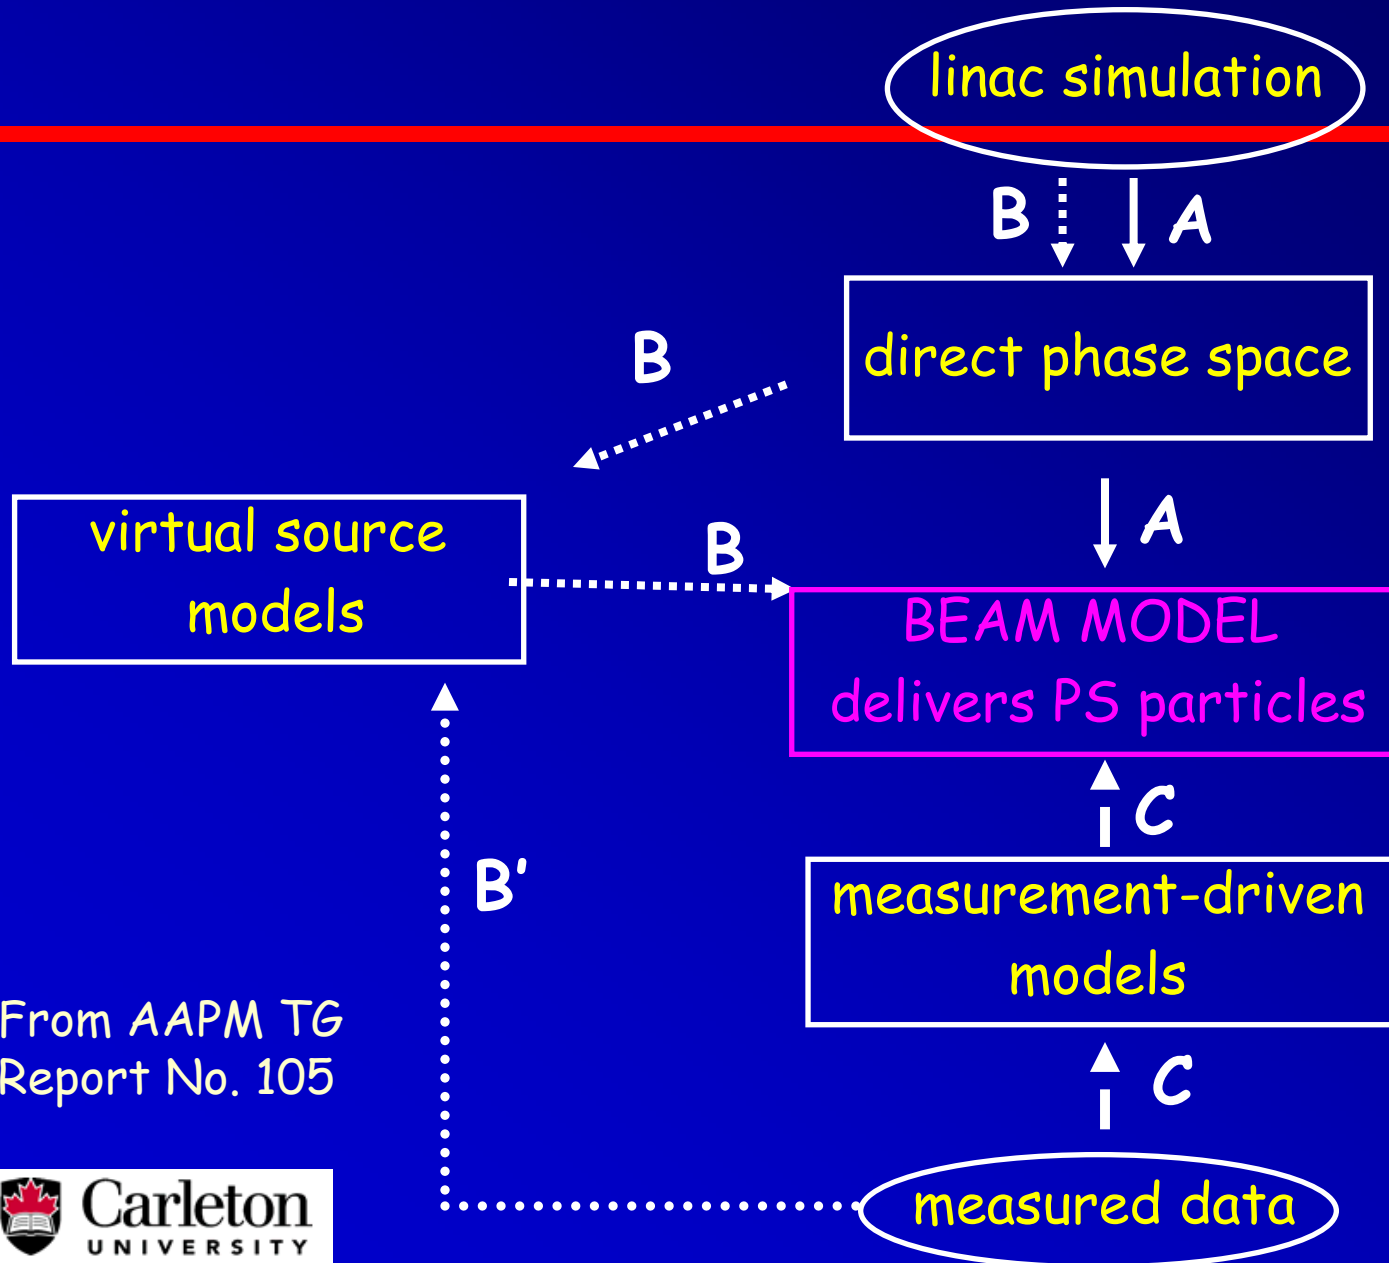 linac simulation
B
A
direct phase space
B
A
virtual source
models
B
BEAM MODEL
delivers PS particles
C
B'
measurement-driven
models
From AAPM TG
Report No. 105
C
measured data
Carleton
UNIVERSITY